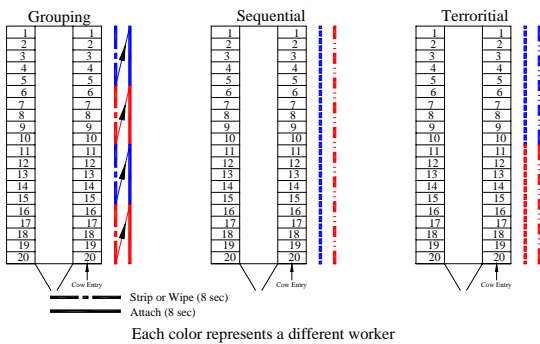 Grouping Sequential Terroritial
1 1 1 1 1 1
2 2 2 2 2 2
3 3 3 3 3 3
4 4 4 4 4 4
5 5 5 5 5 5
6 6 6 6 6 6
7 7 7 7 7 7
8 8 8 8 8 8
9 9 9 9 9 9
10 10 10 10 10 10
11 11 11 11 11 11
12 12 12 12 12 12
13 13 13 13 13 13
14 14 14 14 14 14
15 15 15 15 15 15
16 16 16 16 16 16
17 17 17 17 17 17
18 18 18 18 18 18
19 19 19 19 19 19
20 20 20 20 20 20
Cow Entry Cow Entry Cow Entry
Strip or Wipe (8 sec)
Attach (8 sec)
Each color represents a different worker